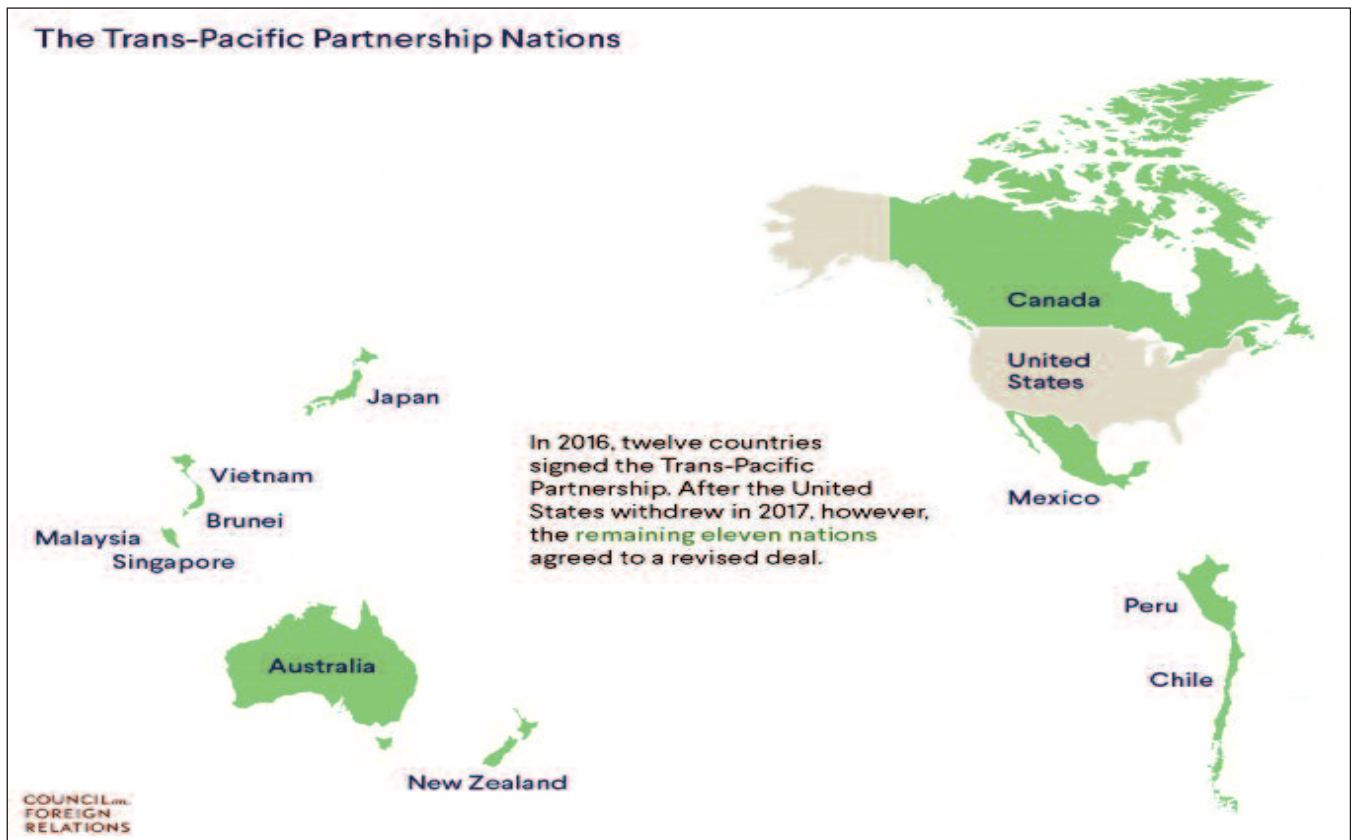 The Trans-Pacific Partnership Nations
Canada
United
States
Japan
In 2016, twelve countries
signed the Trans-Pacific
Partnership. After the United
States withdrew in 2017, however,
the remaining eleven nations
agreed to a revised deal.
Vietnam
Mexico
Brunei
Malaysia
Singapore
Peru
Australia
Chile
New Zealand
COUNCIL on
FOREIGN
RELATIONS